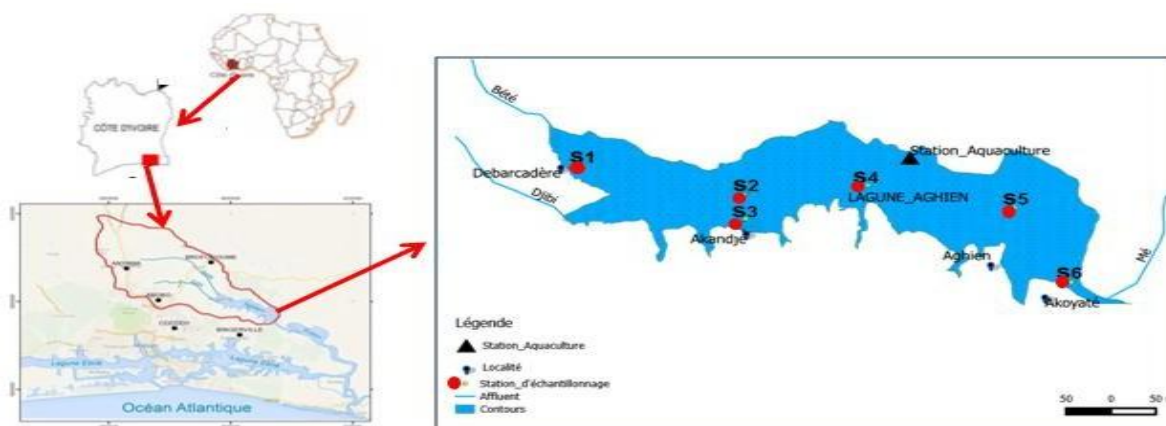 CÔTE D'IVOIRE
Bété
Debarcadère
Djibi
S1
S2
S3
Akandjé
S4
Station_Aquaculture
LAGUNE_AGHIEN
S5
Aghien
S6
Akoyaté
Mé
Légende
Station_Aquaculture
Localité
Station_d'échantillonnage
Affluent
Contours
50 0 50
BINGERVILLE
Océan Atlantique